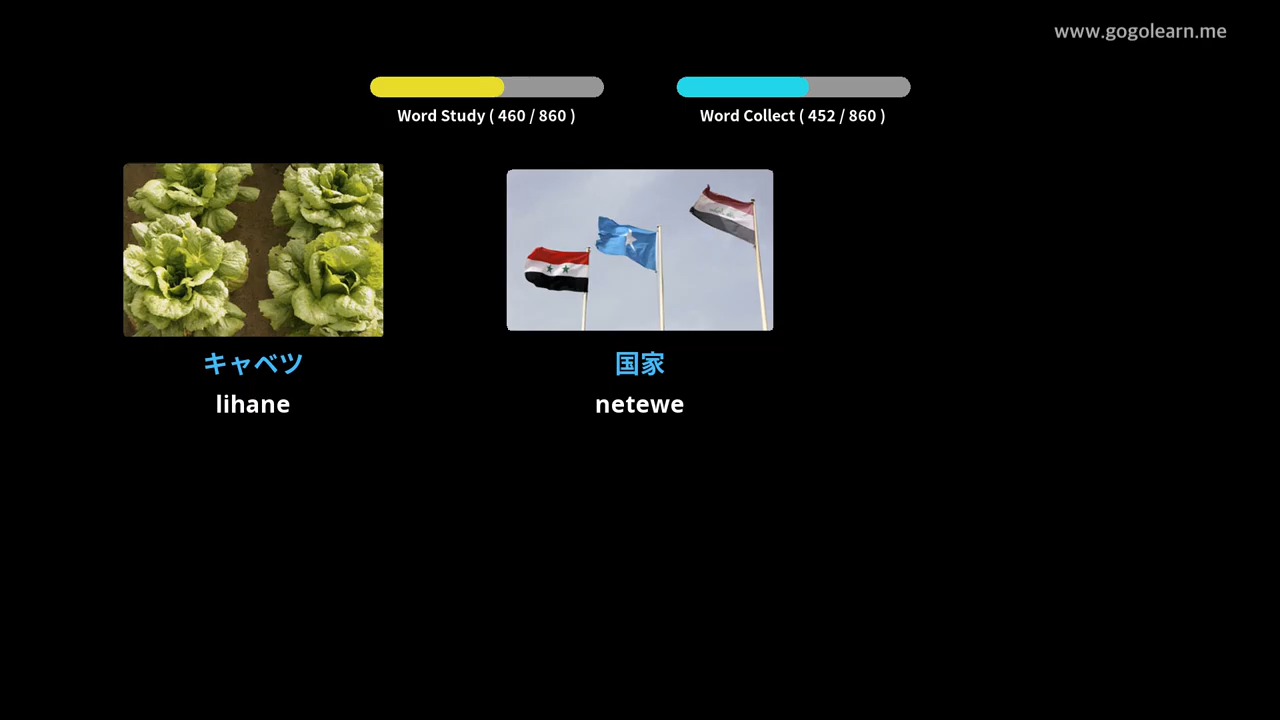 www.gogolearn.me
Word Study ( 460 / 860 )
Word Collect ( 452 / 860 )
キャベツ
lihane
国家
netewe